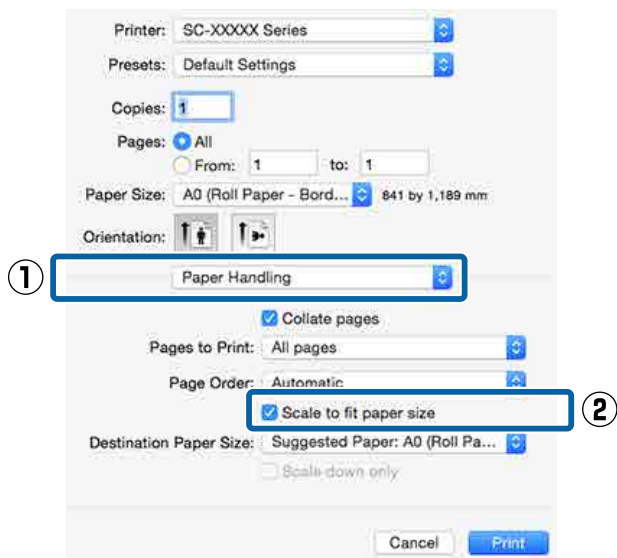 Printer: SC-XXXXX Series
Presets: Default Settings
Copies: 1
Pages: All
From: 1 to: 1
Paper Size: A0 (Roll Paper - Bord... 841 by 1,189 mm
Orientation:
1 Paper Handling
Collate pages
Pages to Print: All pages
Page Order: Automatic
Scale to fit paper size 2
Destination Paper Size: Suggested Paper: A0 (Roll Pa...
Scale down only
Cancel Print